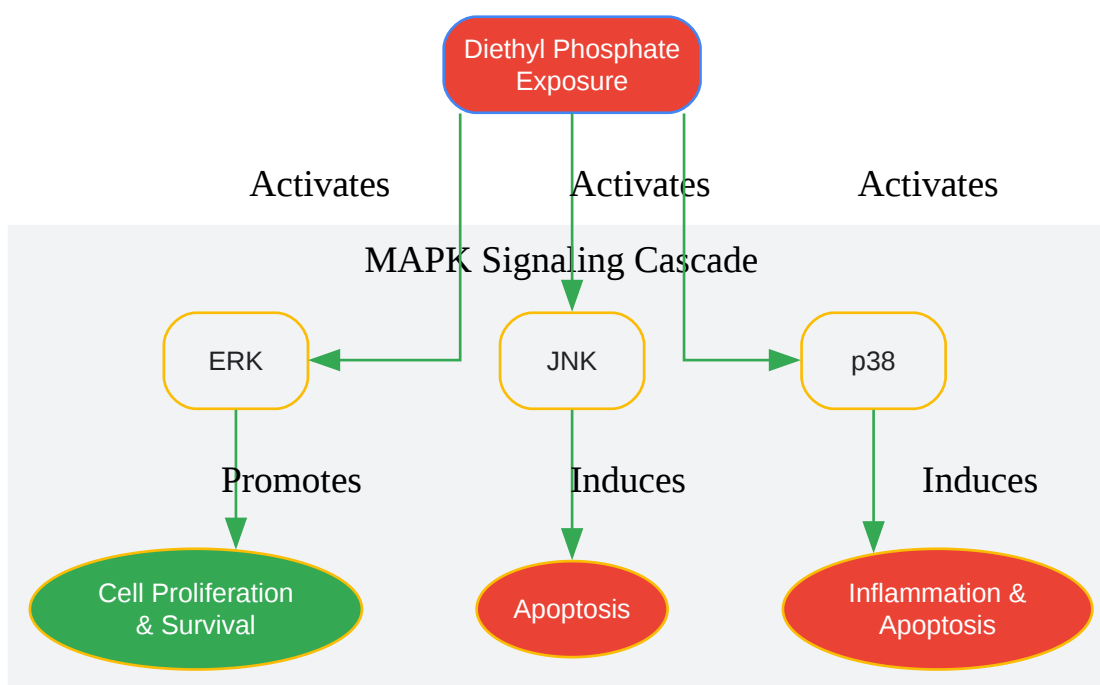 Diethyl Phosphate
Exposure
Activates
Activates
Activates
MAPK Signaling Cascade
ERK
JNK
p38
Promotes
Induces
Induces
Cell Proliferation
& Survival
Apoptosis
Inflammation &
Apoptosis